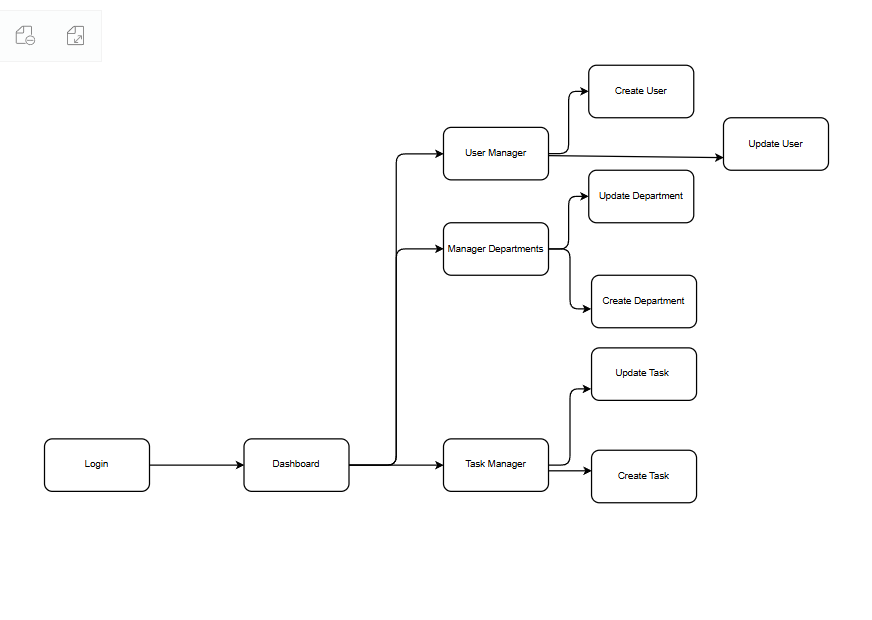 Create User
Update User
User Manager
Update Department
Manager Departments
Create Department
Update Task
Login
Dashboard
Task Manager
Create Task